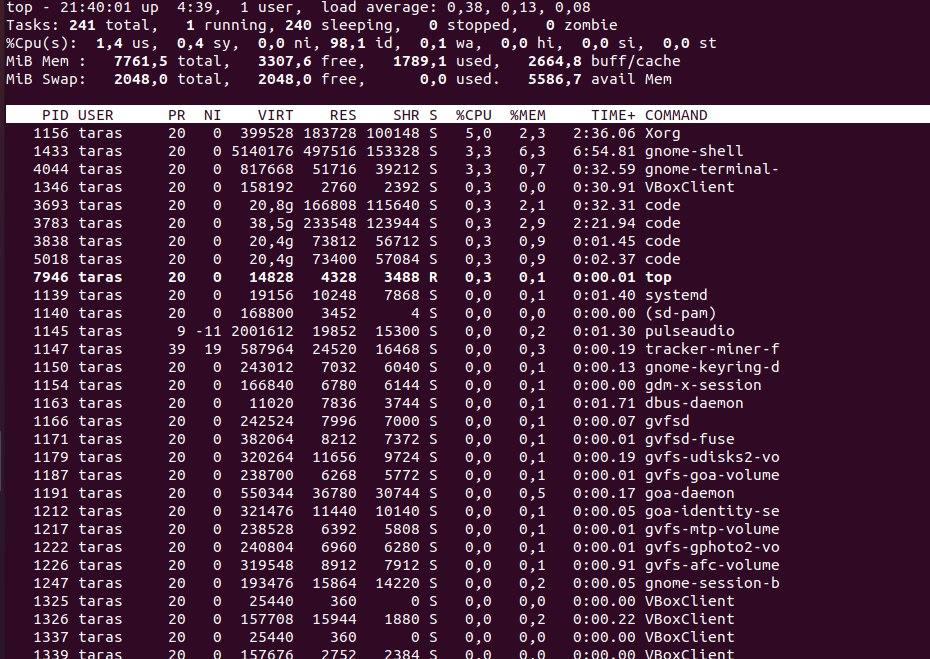 top - 21:40:01 up  4:39,  1 user,  load average: 0,38, 0,13, 0,08
Tasks: 241 total,   1 running, 240 sleeping,   0 stopped,   0 zombie
%Cpu(s):  1,4 us,  0,4 sy,  0,0 ni, 98,1 id,  0,1 wa,  0,0 hi,  0,0 si,  0,0 st
MiB Mem :   7761,5 total,   3307,6 free,   1789,1 used,   2664,8 buff/cache
MiB Swap:   2048,0 total,   2048,0 free,      0,0 used.   5586,7 avail Mem
PID USER      PR  NI    VIRT    RES    SHR S  %CPU  %MEM     TIME+ COMMAND
1156 taras     20   0  399528 183728 100148 S   5,0   2,3   2:36.06 Xorg
1433 taras     20   0 5140176 497516 153328 S   3,3   6,3   6:54.81 gnome-shell
4044 taras     20   0  817668  51716  39212 S   3,3   0,7   0:32.59 gnome-terminal-
1346 taras     20   0  158192   2760   2392 S   0,3   0,0   0:30.91 VBoxClient
3693 taras     20   0   20,8g 166808 115640 S   0,3   2,1   0:32.31 code
3783 taras     20   0   38,5g 233548 123944 S   0,3   2,9   2:21.94 code
3838 taras     20   0   20,4g  73812  56712 S   0,3   0,9   0:01.45 code
5018 taras     20   0   20,4g  73400  57084 S   0,3   0,9   0:02.37 code
7946 taras     20   0   14828   4328   3488 R   0,3   0,1   0:00.01 top
1139 taras     20   0   19156  10248   7868 S   0,0   0,1   0:01.40 systemd
1140 taras     20   0  168800   3452      4 S   0,0   0,0   0:00.00 (sd-pam)
1145 taras      9 -11 2001612  19852  15300 S   0,0   0,2   0:01.30 pulseaudio
1147 taras     39  19  587964  24520  16468 S   0,0   0,3   0:00.19 tracker-miner-f
1150 taras     20   0  243012   7032   6040 S   0,0   0,1   0:00.13 gnome-keyring-d
1154 taras     20   0  166840   6780   6144 S   0,0   0,1   0:00.00 gdm-x-session
1163 taras     20   0   11020   7836   3744 S   0,0   0,1   0:01.71 dbus-daemon
1166 taras     20   0  242524   7996   7000 S   0,0   0,1   0:00.07 gvfsd
1171 taras     20   0  382064   8212   7372 S   0,0   0,1   0:00.01 gvfsd-fuse
1179 taras     20   0  320264  11656   9724 S   0,0   0,1   0:00.19 gvfs-udisks2-vo
1187 taras     20   0  238700   6268   5772 S   0,0   0,1   0:00.01 gvfs-goa-volume
1191 taras     20   0  550344  36780  30744 S   0,0   0,5   0:00.17 goa-daemon
1212 taras     20   0  321476  11440  10140 S   0,0   0,1   0:00.05 goa-identity-se
1217 taras     20   0  238528   6392   5808 S   0,0   0,1   0:00.01 gvfs-mtp-volume
1222 taras     20   0  240804   6960   6280 S   0,0   0,1   0:00.01 gvfs-gphoto2-vo
1226 taras     20   0  319548   8912   7912 S   0,0   0,1   0:00.91 gvfs-afc-volume
1247 taras     20   0  193476  15864  14220 S   0,0   0,2   0:00.05 gnome-session-b
1325 taras     20   0   25440    360      0 S   0,0   0,0   0:00.00 VBoxClient
1326 taras     20   0  157708  15944   1880 S   0,0   0,2   0:00.22 VBoxClient
1337 taras     20   0   25440    360      0 S   0,0   0,0   0:00.00 VBoxClient
1339 taras     20   0  157676   2752   2384 S   0,0   0,0   0:00.00 VBoxClient